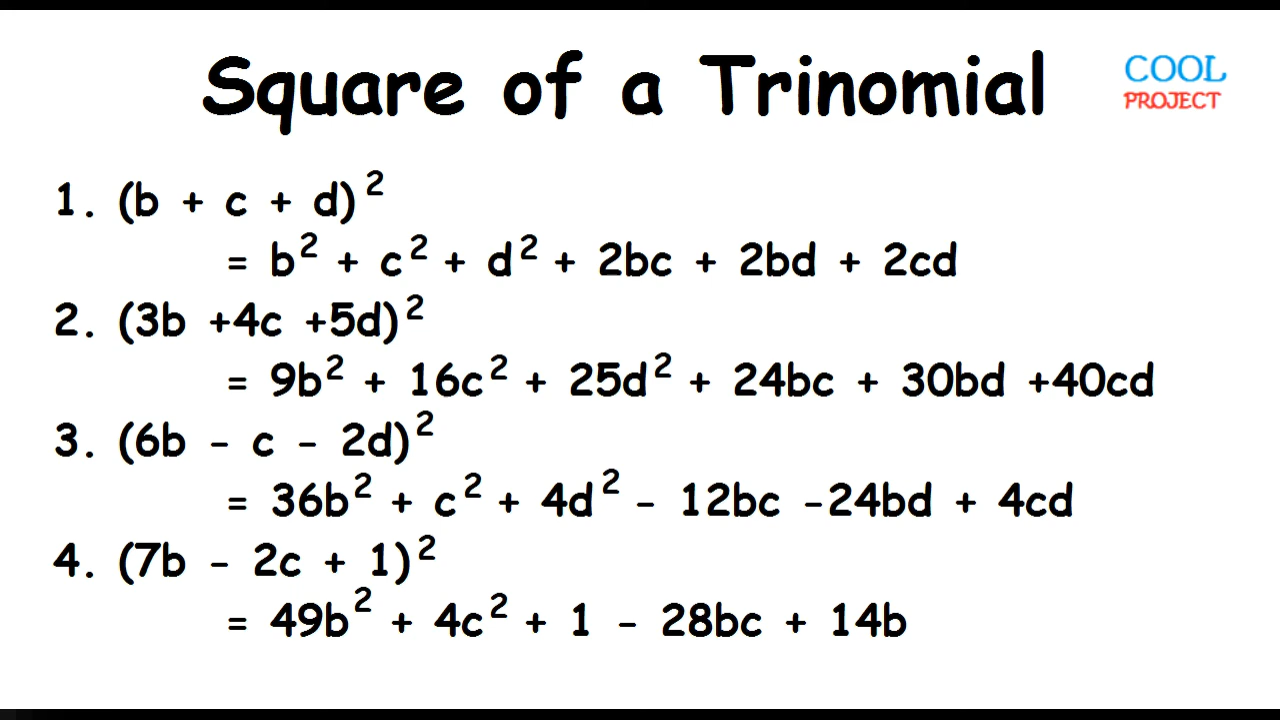 Square of a Trinomial
COOL
PROJECT
1. (b + c + d)²
= b² + c² + d² + 2bc + 2bd + 2cd
2. (3b +4c +5d)²
= 9b² + 16c² + 25d² + 24bc + 30bd +40cd
3. (6b - c - 2d)²
= 36b² + c² + 4d² - 12bc -24bd + 4cd
4. (7b - 2c + 1)²
= 49b² + 4c² + 1 - 28bc + 14b